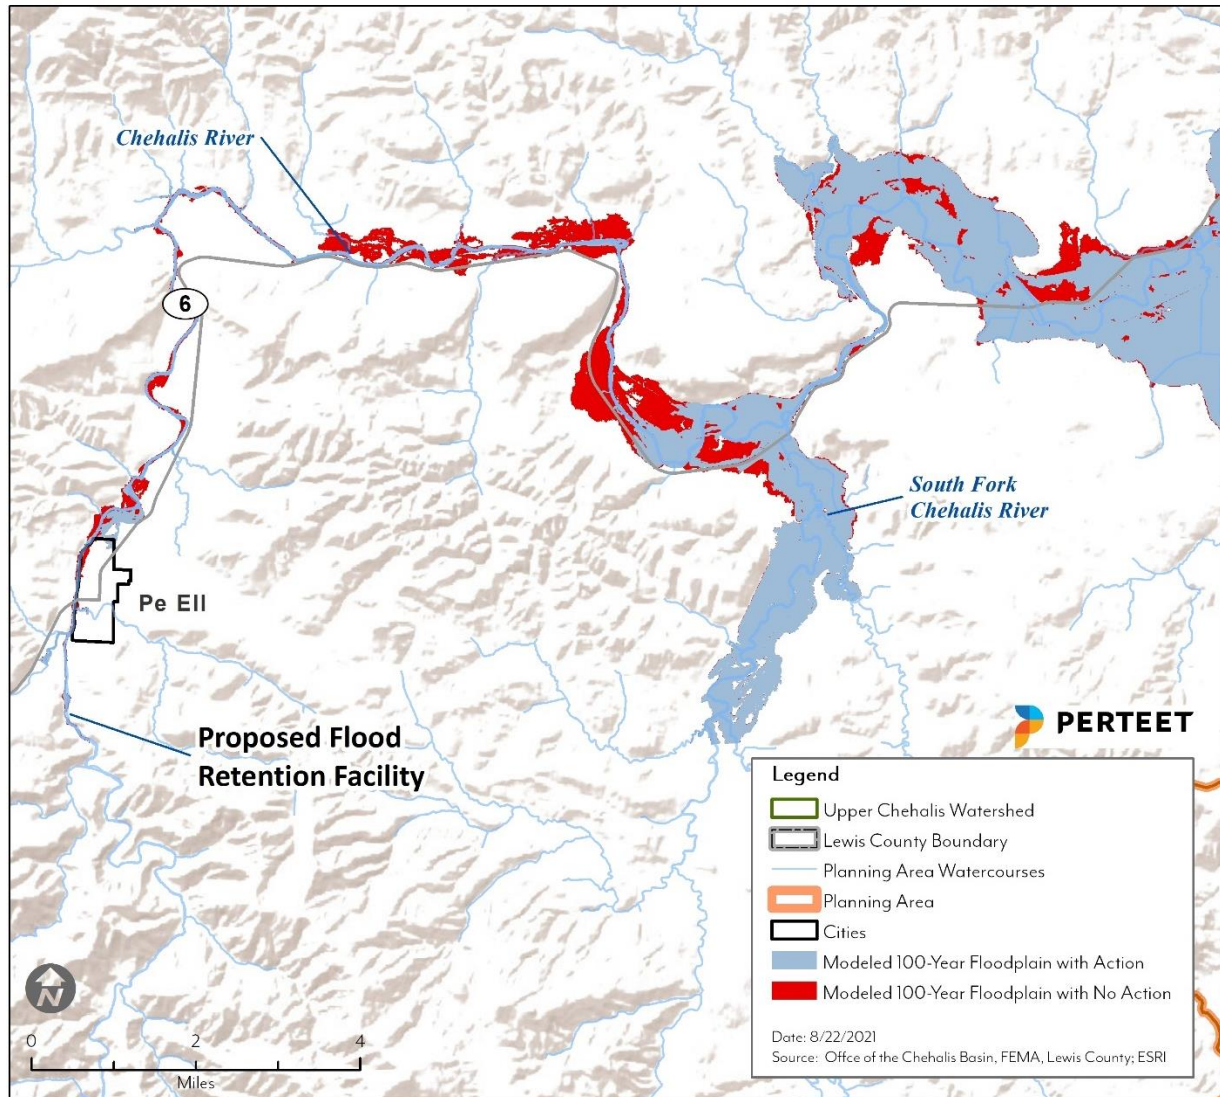 Chehalis River
6
South Fork
Chehalis River
Pe Ell
Proposed Flood
Retention Facility
PERTEET
Legend
Upper Chehalis Watershed
Lewis County Boundary
Planning Area Watercourses
Planning Area
Cities
Modeled 100-Year Floodplain with Action
Modeled 100-Year Floodplain with No Action
Date: 8/22/2021
Source: Office of the Chehalis Basin, FEMA, Lewis County; ESRI
N
0 2 4
Miles